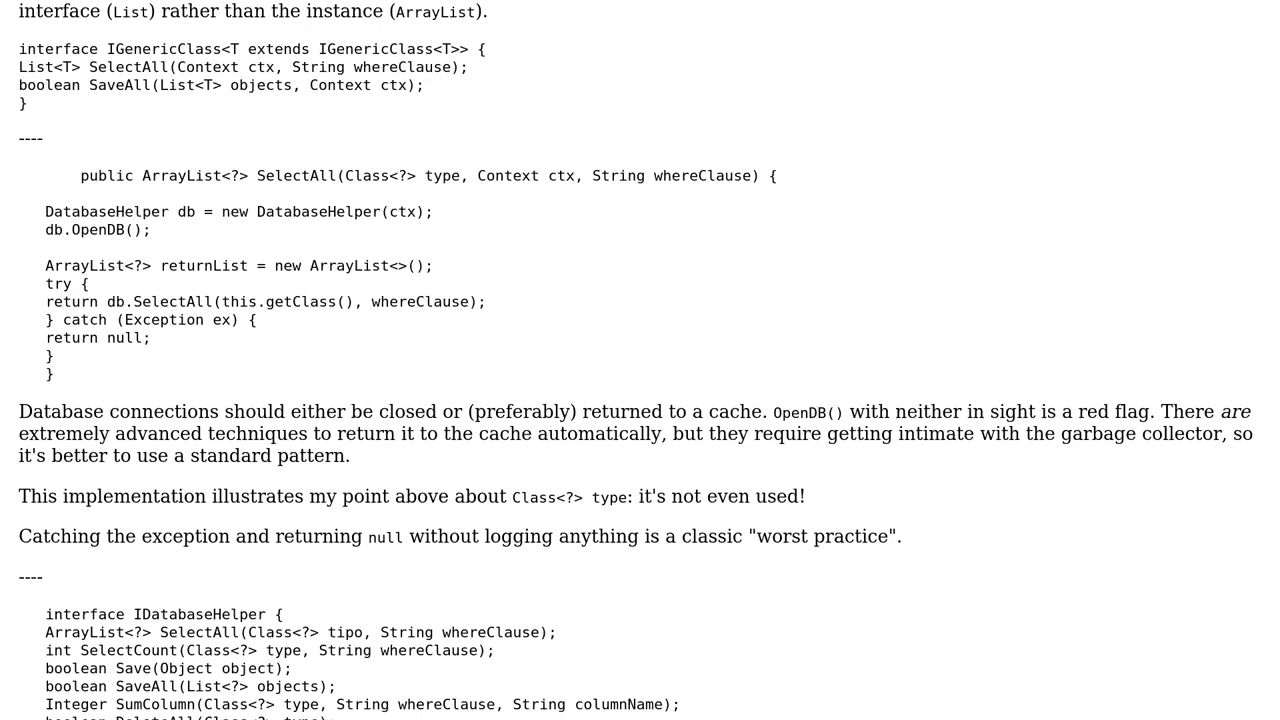 interface (List) rather than the instance (ArrayList).
interface IGenericClass<T extends IGenericClass<T>> {
List<T> SelectAll(Context ctx, String whereClause);
boolean SaveAll(List<T> objects, Context ctx);
}
----
public ArrayList<?> SelectAll(Class<?> type, Context ctx, String whereClause) {
DatabaseHelper db = new DatabaseHelper(ctx);
db.OpenDB();
ArrayList<?> returnList = new ArrayList<>();
try {
return db.SelectAll(this.getClass(), whereClause);
} catch (Exception ex) {
return null;
}
}
Database connections should either be closed or (preferably) returned to a cache. OpenDB() with neither in sight is a red flag. There are
extremely advanced techniques to return it to the cache automatically, but they require getting intimate with the garbage collector, so
it's better to use a standard pattern.
This implementation illustrates my point above about Class<?> type: it's not even used!
Catching the exception and returning null without logging anything is a classic "worst practice".
----
interface IDatabaseHelper {
ArrayList<?> SelectAll(Class<?> tipo, String whereClause);
int SelectCount(Class<?> type, String whereClause);
boolean Save(Object object);
boolean SaveAll(List<?> objects);
Integer SumColumn(Class<?> type, String whereClause, String columnName);
boolean DeleteAll(Class<?> type);